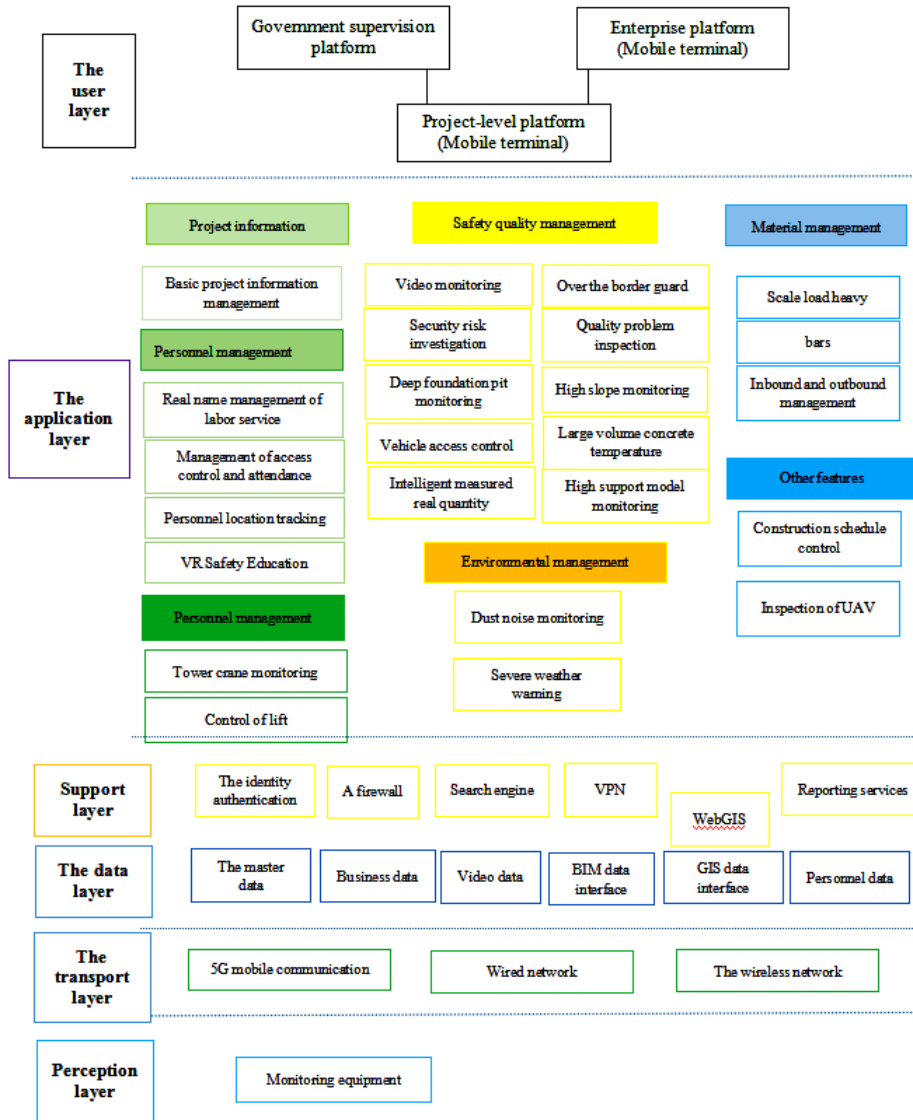 The
user
layer
Government supervision
platform
Enterprise platform
(Mobile terminal)
Project-level platform
(Mobile terminal)
The
application
layer
Project information
Basic project information
management
Personnel management
Real name management of
labor service
Management of access
control and attendance
Personnel location tracking
VR Safety Education
Personnel management
Tower crane monitoring
Control of lift
Safety quality management
Video monitoring
Over the border guard
Security risk
investigation
Quality problem
inspection
Deep foundation pit
monitoring
High slope monitoring
Vehicle access control
Large volume concrete
temperature
Intelligent measured
real quantity
High support model
monitoring
Environmental management
Dust noise monitoring
Severe weather
warning
Material management
Scale load heavy
bars
Inbound and outbound
management
Other features
Construction schedule
control
Inspection of UAV
Support
layer
The identity
authentication
A firewall
Search engine
VPN
WebGIS
Reporting services
The data
layer
The master
data
Business data
Video data
BIM data
interface
GIS data
interface
Personnel data
The
transport
layer
5G mobile communication
Wired network
The wireless network
Perception
layer
Monitoring equipment